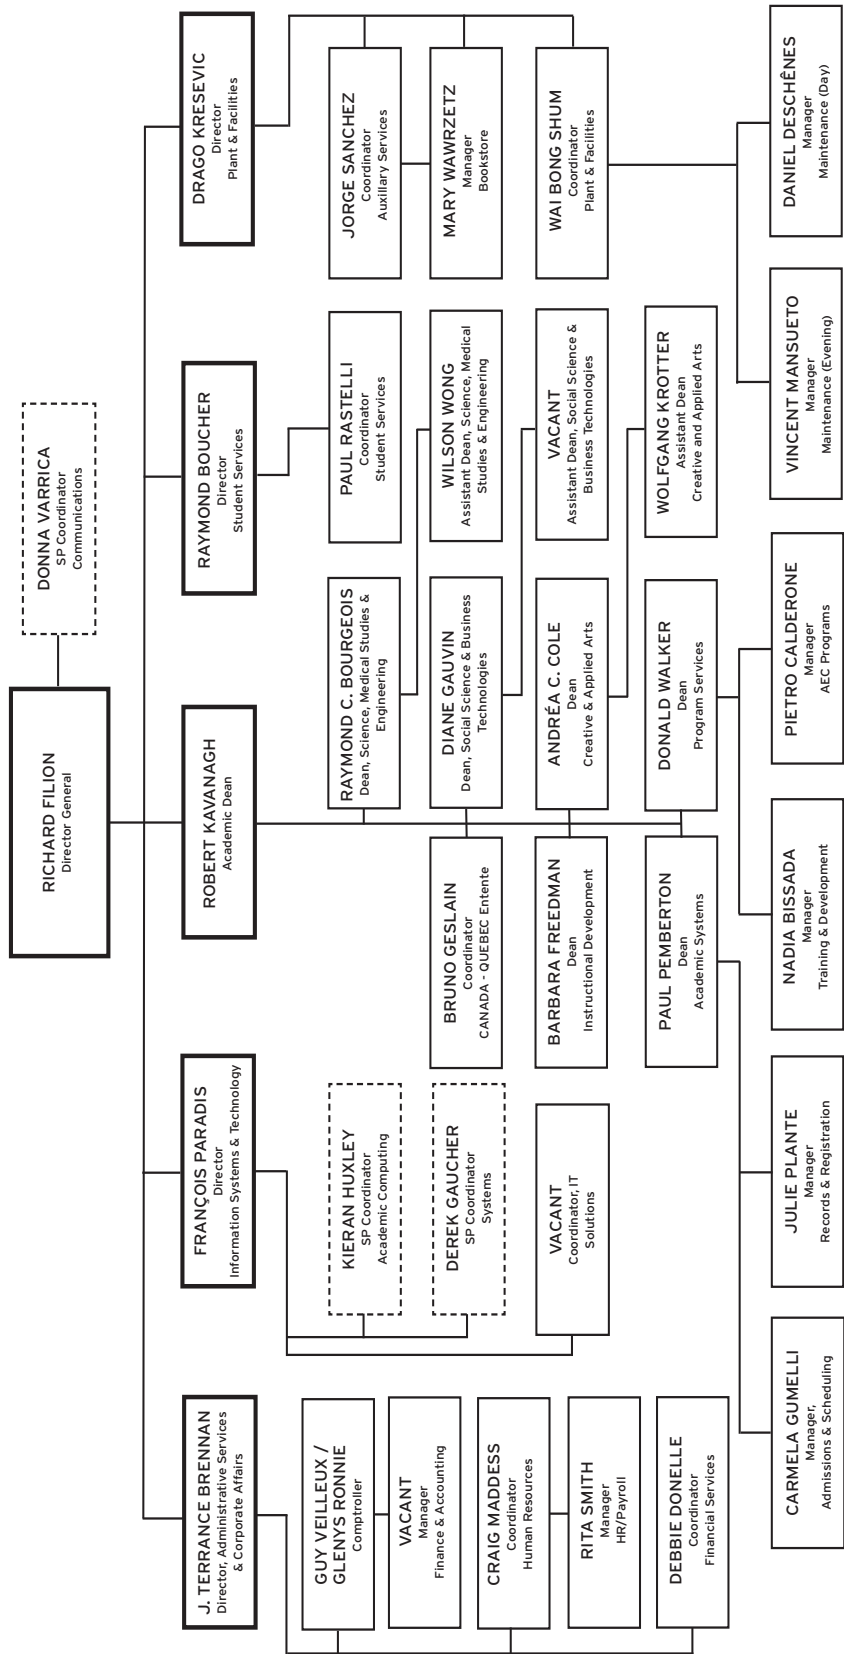 RICHARD FILION
Director General
DONNA VARRICA
SP Coordinator
Communications
J. TERRANCE BRENNAN
Director, Administrative Services
& Corporate Affairs
FRANÇOIS PARADIS
Director
Information Systems & Technology
ROBERT KAVANAGH
Academic Dean
RAYMOND BOUCHER
Director
Student Services
DRAGO KRESEVIC
Director
Plant & Facilities
GUY VEILLEUX /
GLENYS RONNIE
Comptroller
VACANT
Manager
Finance & Accounting
CRAIG MADDESS
Coordinator
Human Resources
RITA SMITH
Manager
HR/Payroll
DEBBIE DONELLE
Coordinator
Financial Services
KIERAN HUXLEY
SP Coordinator
Academic Computing
DEREK GAUCHER
SP Coordinator
Systems
VACANT
Coordinator, IT
Solutions
BRUNO GESLAIN
Coordinator
CANADA - QUEBEC Entente
BARBARA FREEDMAN
Dean
Instructional Development
PAUL PEMBERTON
Dean
Academic Systems
RAYMOND C. BOURGEOIS
Dean, Science, Medical Studies &
Engineering
DIANE GAUVIN
Dean, Social Science & Business
Technologies
ANDRÉA C. COLE
Dean
Creative & Applied Arts
DONALD WALKER
Dean
Program Services
PAUL RASTELLI
Coordinator
Student Services
WILSON WONG
Assistant Dean, Science, Medical
Studies & Engineering
VACANT
Assistant Dean, Social Science &
Business Technologies
WOLFGANG KROTTER
Assistant Dean
Creative and Applied Arts
JORGE SANCHEZ
Coordinator
Auxillary Services
MARY WAWRZETZ
Manager
Bookstore
WAI BONG SHUM
Coordinator
Plant & Facilities
CARMELA GUMELLI
Manager,
Admissions & Scheduling
JULIE PLANTE
Manager
Records & Registration
NADIA BISSADA
Manager
Training & Development
PIETRO CALDERONE
Manager
AEC Programs
VINCENT MANSUETO
Manager
Maintenance (Evening)
DANIEL DESCHÊNES
Manager
Maintenance (Day)